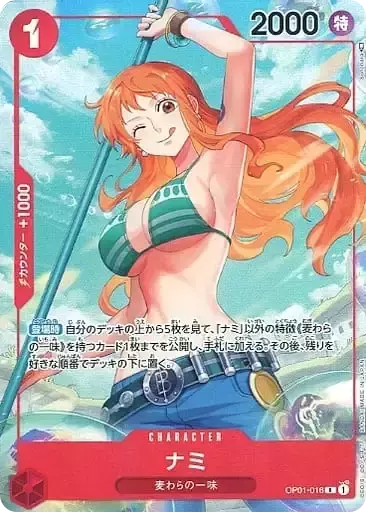 1
2000
特
カウンター +1000
登場時 自分のデッキの上から5枚を見て、「ナミ」以外の特徴《麦わら
の一味》を持つカード1枚までを公開し、手札に加える。その後、残りを
好きな順番でデッキの下に置く。
CHARACTER
ナミ
麦わらの一味
OP01-016 R 1